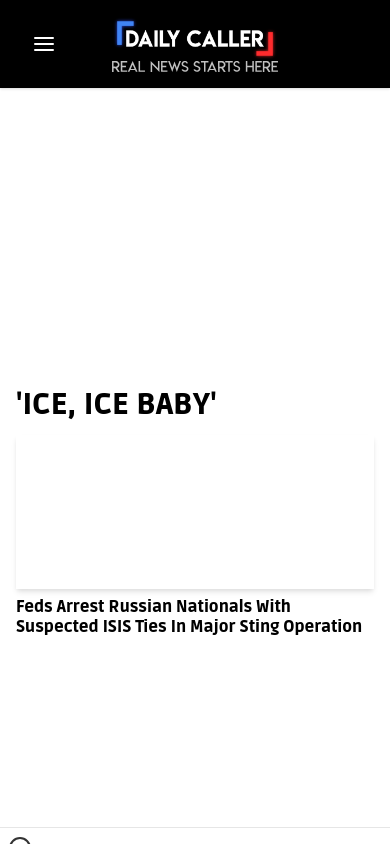 DAILY CALLER
REAL NEWS STARTS HERE
'ICE, ICE BABY'
Feds Arrest Russian Nationals With
Suspected ISIS Ties In Major Sting Operation